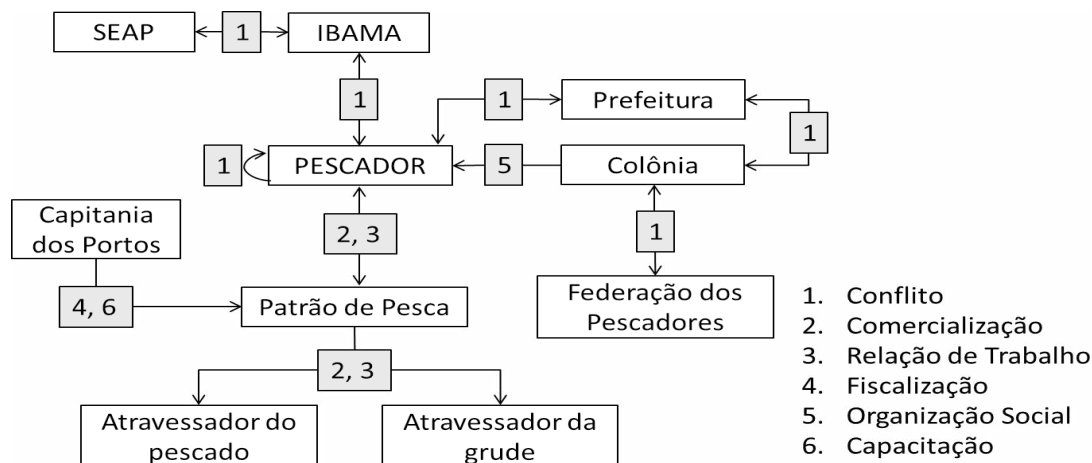 SEAP
1
IBAMA
1
1
Prefeitura
1
1
PESCADOR
5
Colônia
Capitania
dos Portos
2, 3
1
4, 6
Patrão de Pesca
Federação dos
Pescadores
2, 3
Atravessador do
pescado
Atravessador da
grude
1. Conflito
2. Comercialização
3. Relação de Trabalho
4. Fiscalização
5. Organização Social
6. Capacitação